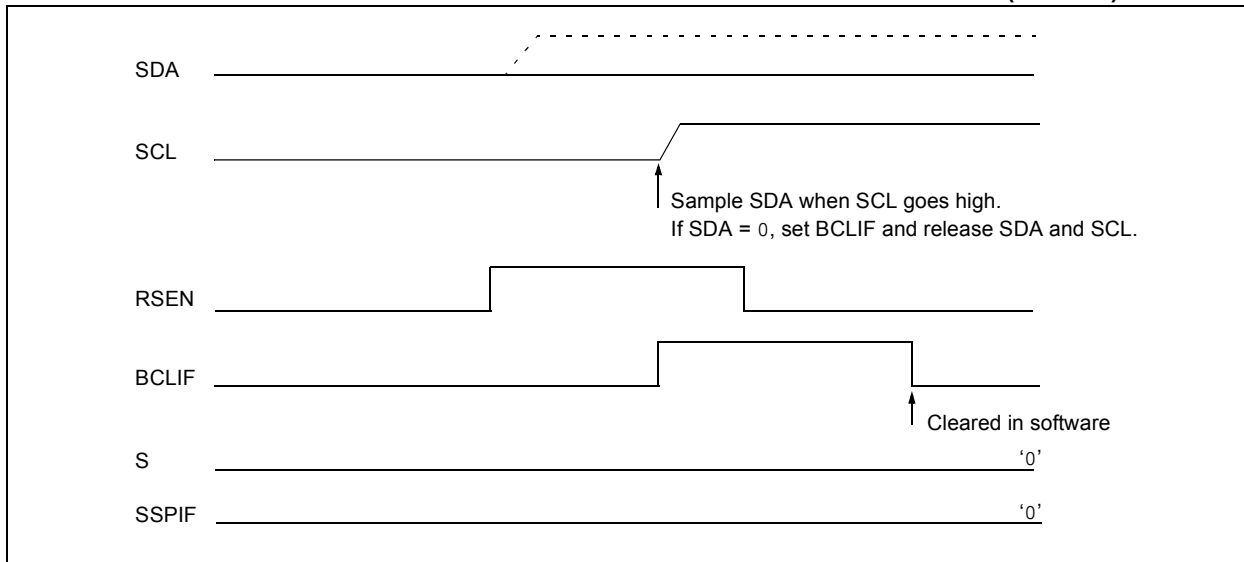 SDA
SCL
Sample SDA when SCL goes high.
If SDA = 0, set BCLIF and release SDA and SCL.
RSEN
BCLIF
Cleared in software
S
‘0’
SSPIF
‘0’